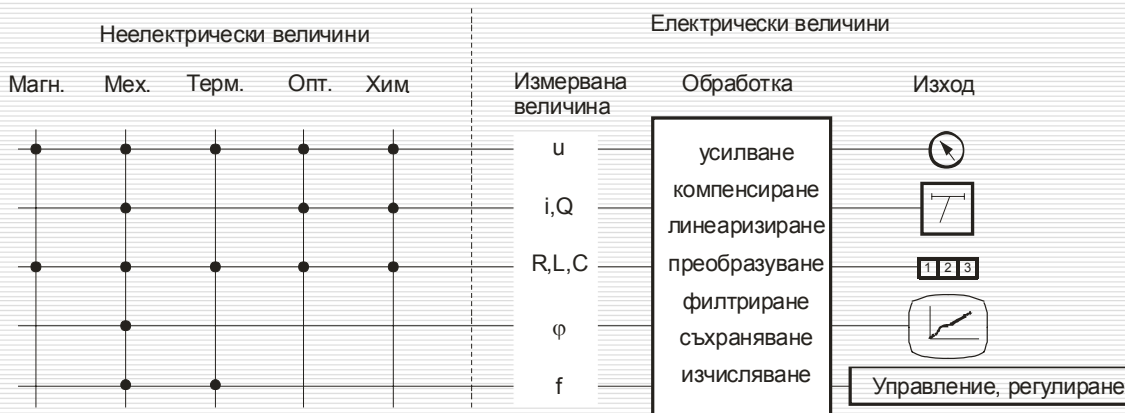 Неелектрически величини
Електрически величини
Магн. Мех. Терм. Опт. Хим.
Измервана
величина
Обработка
Изход
u
i,Q
R,L,C
φ
f
усилване
компенсиране
линеаризиране
преобразуване
филтриране
съхраняване
изчисляване
1 2 3
Управление, регулиране